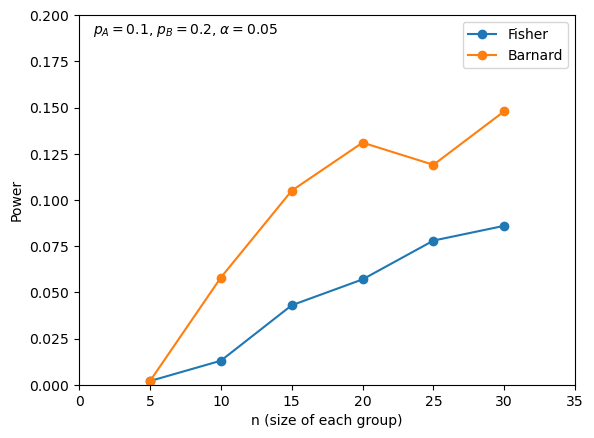 p_A = 0.1, p_B = 0.2, α = 0.05
Fisher
Barnard
0.200
0.175
0.150
0.125
0.100
0.075
0.050
0.025
0.000
Power
0 5 10 15 20 25 30 35
n (size of each group)